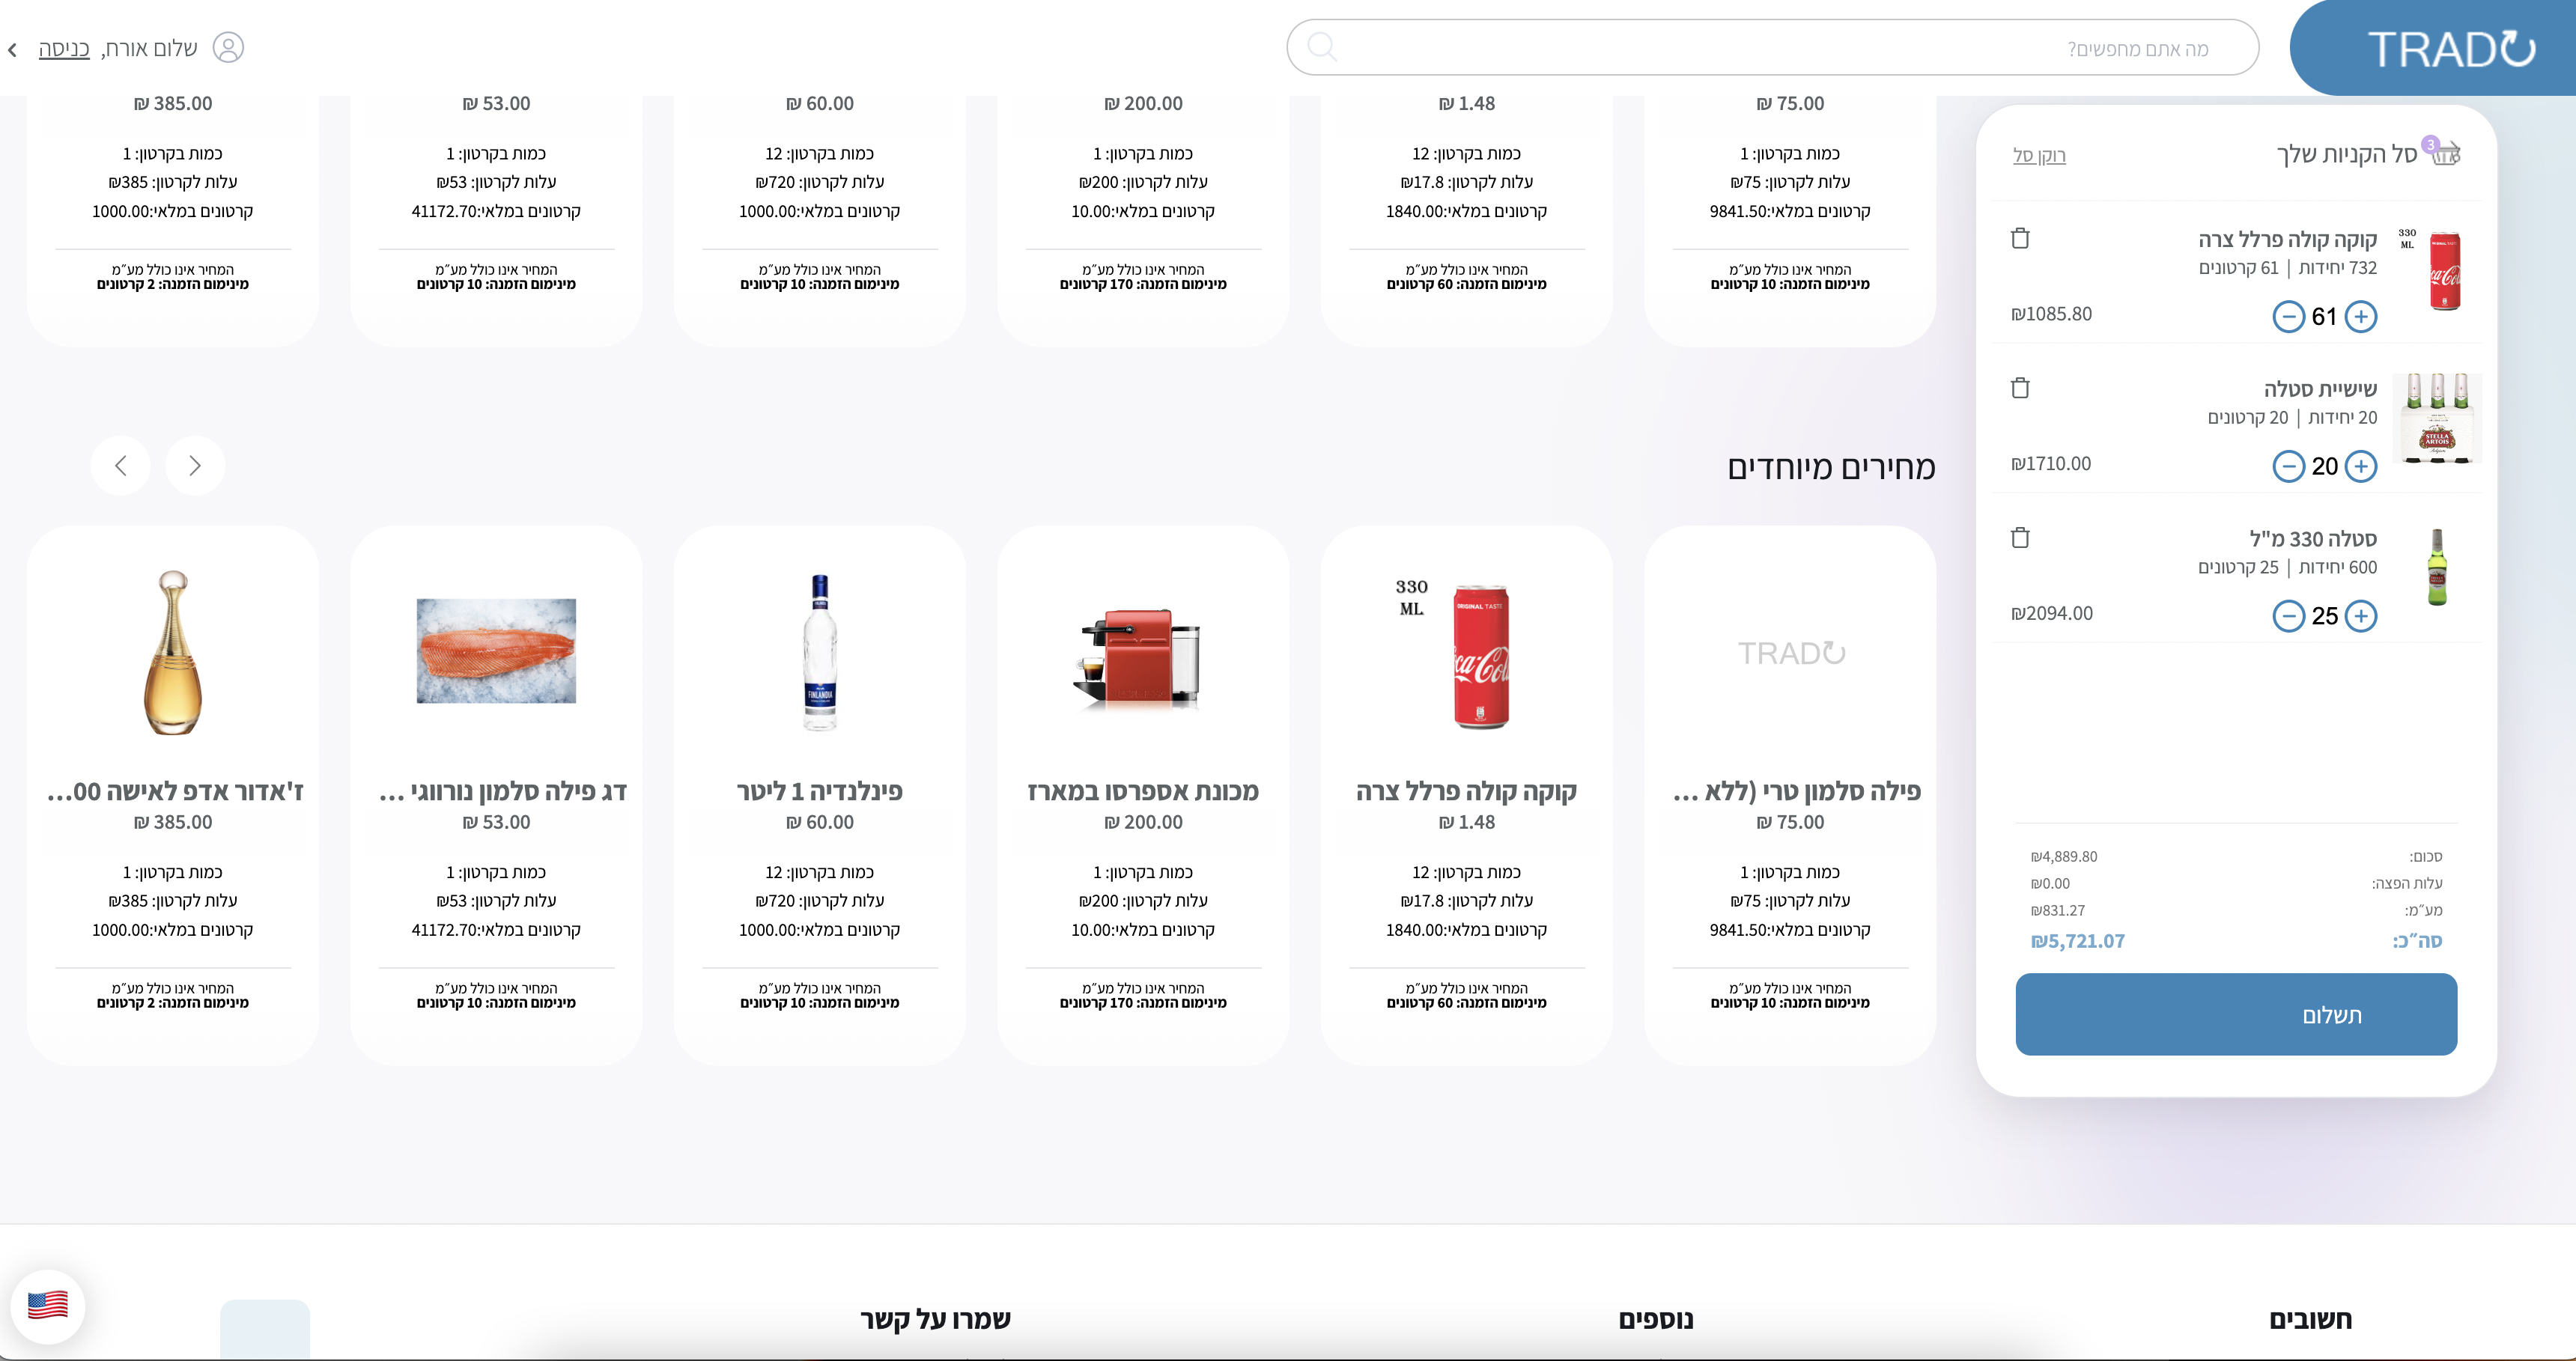 TRADO
מה אתם מחפשים?
שלום אורח, כניסה
3
סל הקניות שלך
רוקן סל
330
ML
קוקה קולה פרלל צרה
732 יחידות | 61 קרטונים
61
₪1085.80
שישיית סטלה
20 יחידות | 20 קרטונים
20
₪1710.00
STELLA
ARTOIS
סטלה 330 מ"ל
600 יחידות | 25 קרטונים
25
₪2094.00
סכום:
₪4,889.80
עלות הפצה:
₪0.00
מע״מ:
₪831.27
סה״כ:
₪5,721.07
תשלום
75.00 ₪
כמות בקרטון: 1
עלות לקרטון: 75₪
קרטונים במלאי:9841.50
המחיר אינו כולל מע״מ
מינימום הזמנה: 10 קרטונים
1.48 ₪
כמות בקרטון: 12
עלות לקרטון: 17.8₪
קרטונים במלאי:1840.00
המחיר אינו כולל מע״מ
מינימום הזמנה: 60 קרטונים
200.00 ₪
כמות בקרטון: 1
עלות לקרטון: 200₪
קרטונים במלאי:10.00
המחיר אינו כולל מע״מ
מינימום הזמנה: 170 קרטונים
60.00 ₪
כמות בקרטון: 12
עלות לקרטון: 720₪
קרטונים במלאי:1000.00
המחיר אינו כולל מע״מ
מינימום הזמנה: 10 קרטונים
53.00 ₪
כמות בקרטון: 1
עלות לקרטון: 53₪
קרטונים במלאי:41172.70
המחיר אינו כולל מע״מ
מינימום הזמנה: 10 קרטונים
385.00 ₪
כמות בקרטון: 1
עלות לקרטון: 385₪
קרטונים במלאי:1000.00
המחיר אינו כולל מע״מ
מינימום הזמנה: 2 קרטונים
מחירים מיוחדים
TRADO
פילה סלמון טרי (ללא ...
75.00 ₪
כמות בקרטון: 1
עלות לקרטון: 75₪
קרטונים במלאי:9841.50
המחיר אינו כולל מע״מ
מינימום הזמנה: 10 קרטונים
330
ML
ORIGINAL TASTE
Coca-Cola
קוקה קולה פרלל צרה
1.48 ₪
כמות בקרטון: 12
עלות לקרטון: 17.8₪
קרטונים במלאי:1840.00
המחיר אינו כולל מע״מ
מינימום הזמנה: 60 קרטונים
מכונת אספרסו במארז
200.00 ₪
כמות בקרטון: 1
עלות לקרטון: 200₪
קרטונים במלאי:10.00
המחיר אינו כולל מע״מ
מינימום הזמנה: 170 קרטונים
FINLANDIA
פינלנדיה 1 ליטר
60.00 ₪
כמות בקרטון: 12
עלות לקרטון: 720₪
קרטונים במלאי:1000.00
המחיר אינו כולל מע״מ
מינימום הזמנה: 10 קרטונים
דג פילה סלמון נורווגי ...
53.00 ₪
כמות בקרטון: 1
עלות לקרטון: 53₪
קרטונים במלאי:41172.70
המחיר אינו כולל מע״מ
מינימום הזמנה: 10 קרטונים
ז'אדור אדפ לאישה 00...
385.00 ₪
כמות בקרטון: 1
עלות לקרטון: 385₪
קרטונים במלאי:1000.00
המחיר אינו כולל מע״מ
מינימום הזמנה: 2 קרטונים
חשובים
נוספים
שמרו על קשר